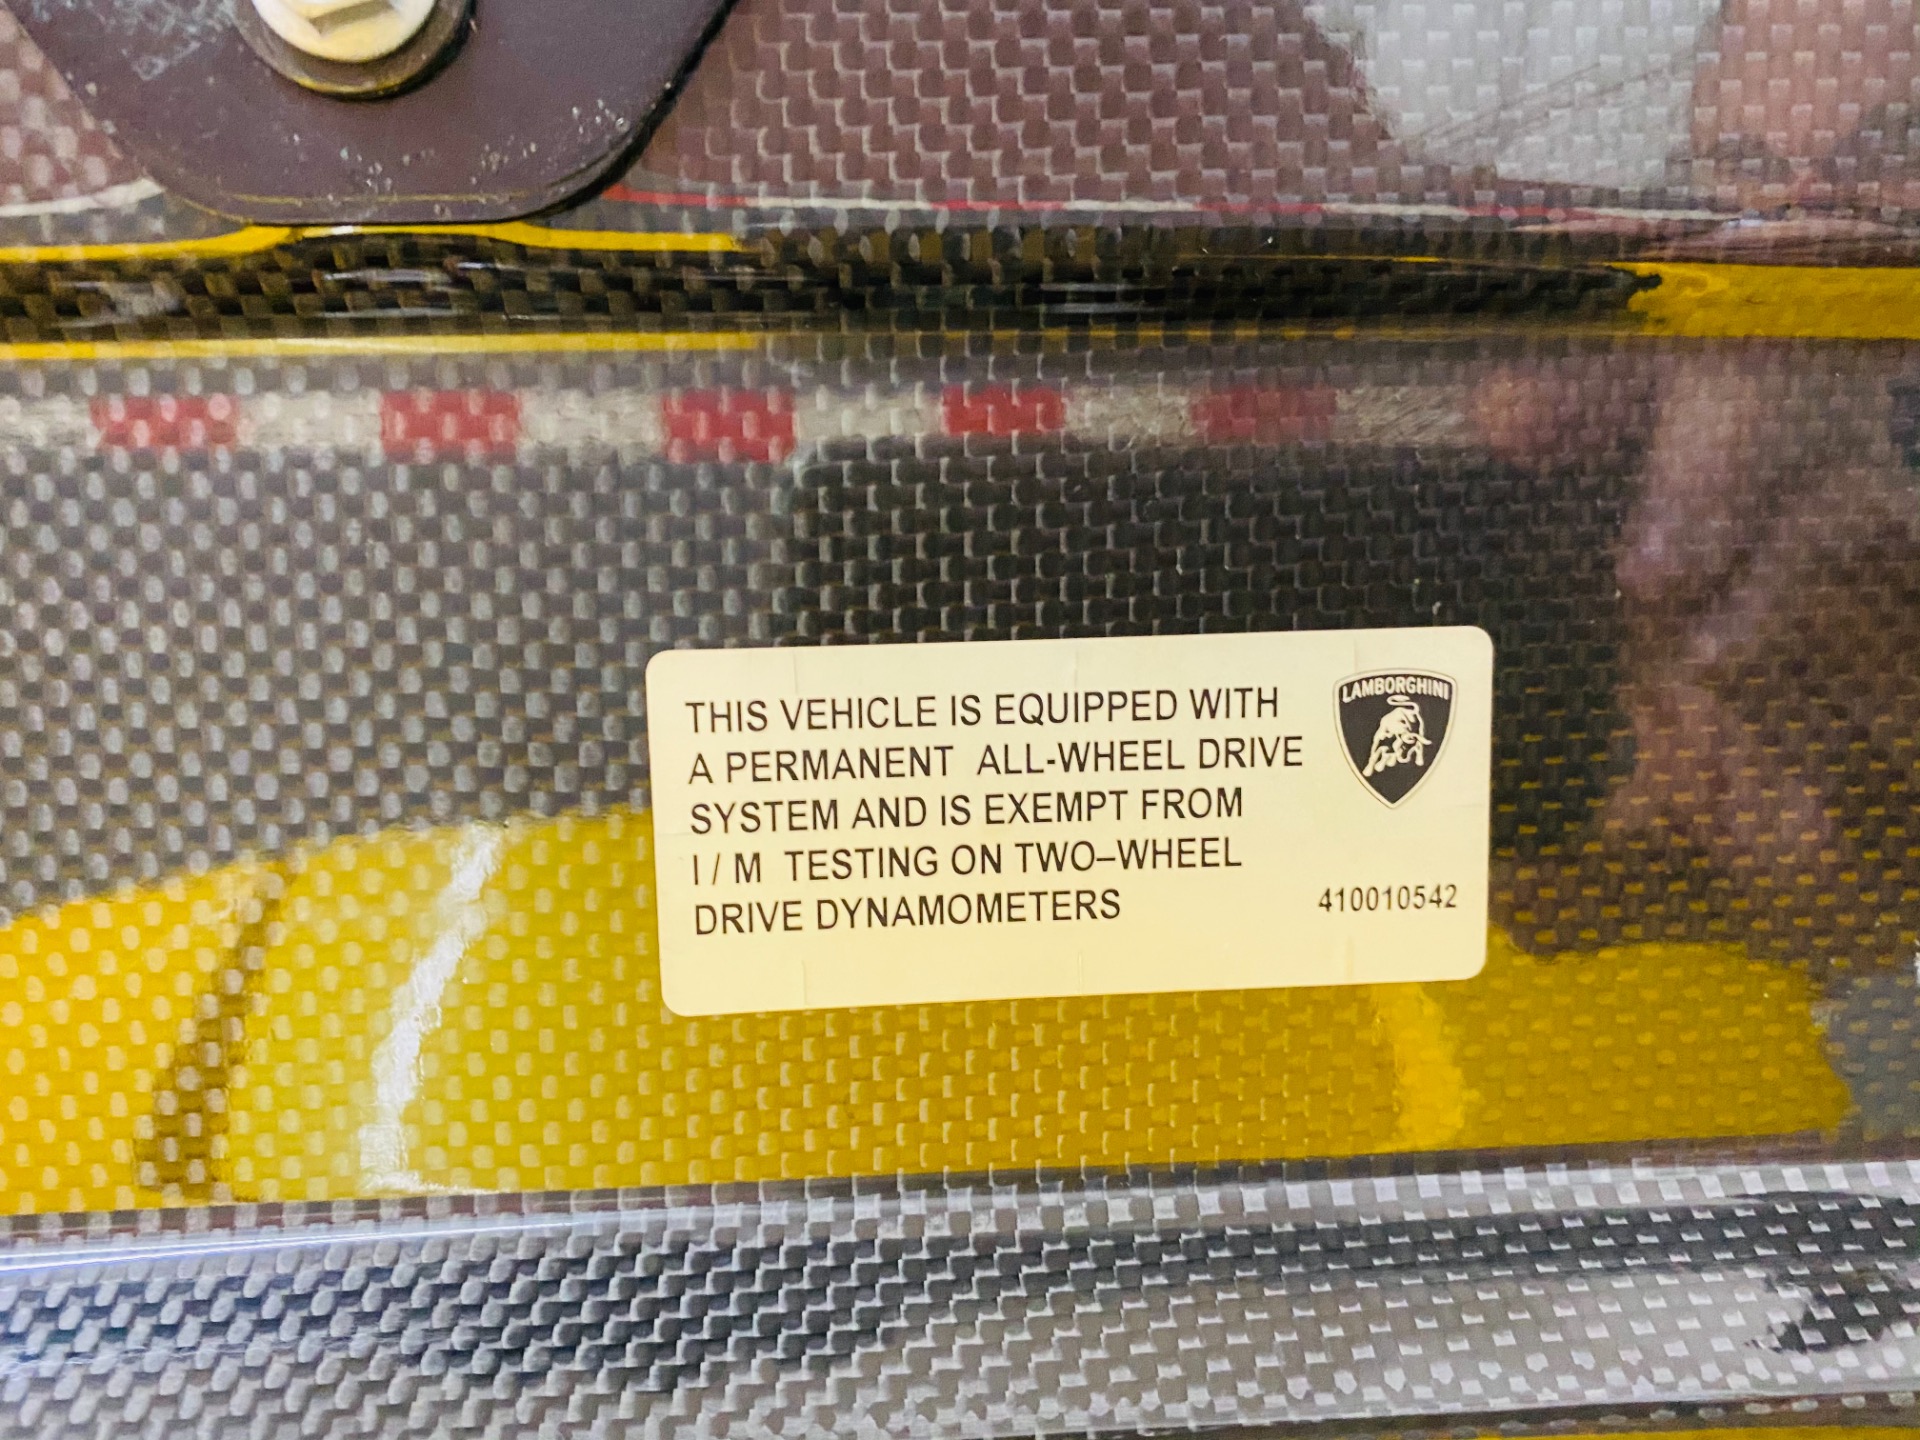 THIS VEHICLE IS EQUIPPED WITH
A PERMANENT ALL-WHEEL DRIVE
SYSTEM AND IS EXEMPT FROM
I / M TESTING ON TWO–WHEEL
DRIVE DYNAMOMETERS
LAMBORGHINI
410010542